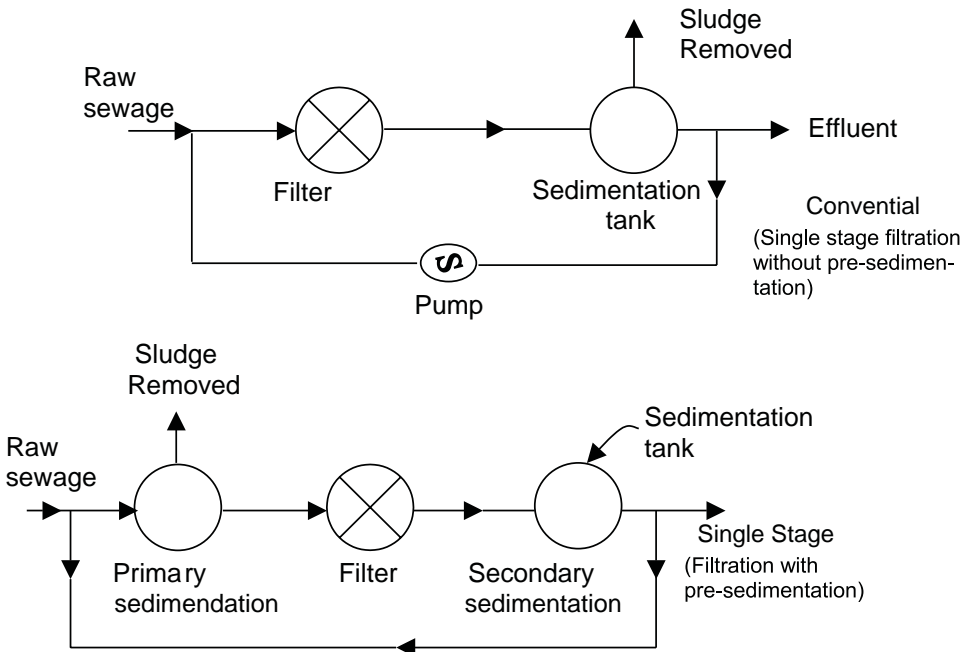 Sludge
Removed
Raw
sewage
Effluent
Filter
Sedimentation
tank
Convential
(Single stage filtration
without pre-sedimen-
tation)
S
Pump
Sludge
Removed
Sedimentation
tank
Raw
sewage
Single Stage
(Filtration with
pre-sedimentation)
Primary
sedimendation
Filter
Secondary
sedimentation